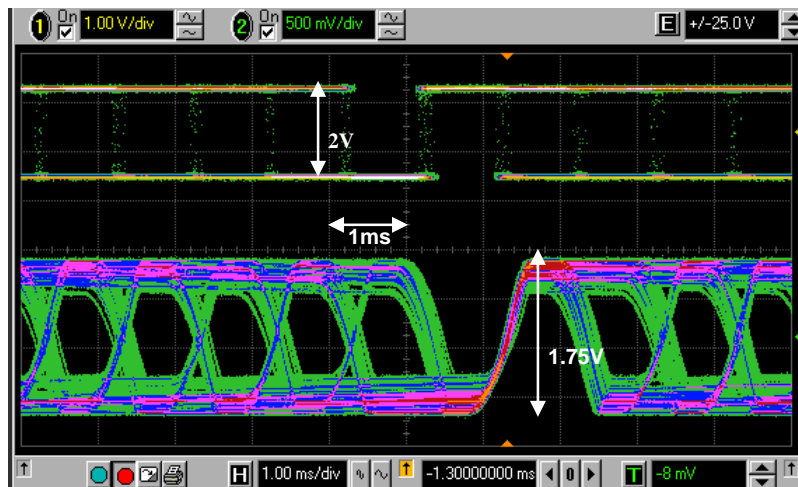 1 On 1.00 V/div 2 On 500 mV/div E +/-25.0 V
2V
1ms
1.75V
H 1.00 ms/div -1.30000000 ms 0 T -8 mV